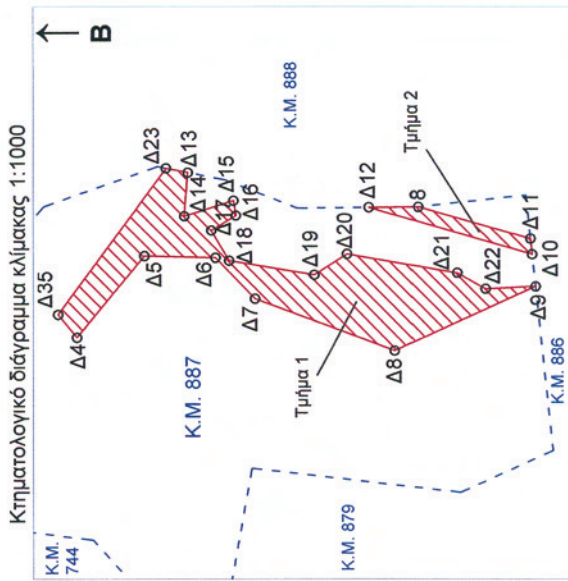 Κτηματολογικό διάγραμμα κλίμακας 1:1000
Κ.Μ.
744
Β
Δ35
Δ4
Δ23
Δ13
Δ5
Δ14
Κ.Μ. 888
Δ15
Δ17
Δ16
Δ6
Δ18
Κ.Μ. 887
Δ7
Δ19
Δ20
Δ12
8
Τμήμα 2
Τμήμα 1
Δ8
Δ21
Δ22
Κ.Μ. 879
Δ11
Δ10
Δ9
Κ.Μ. 886